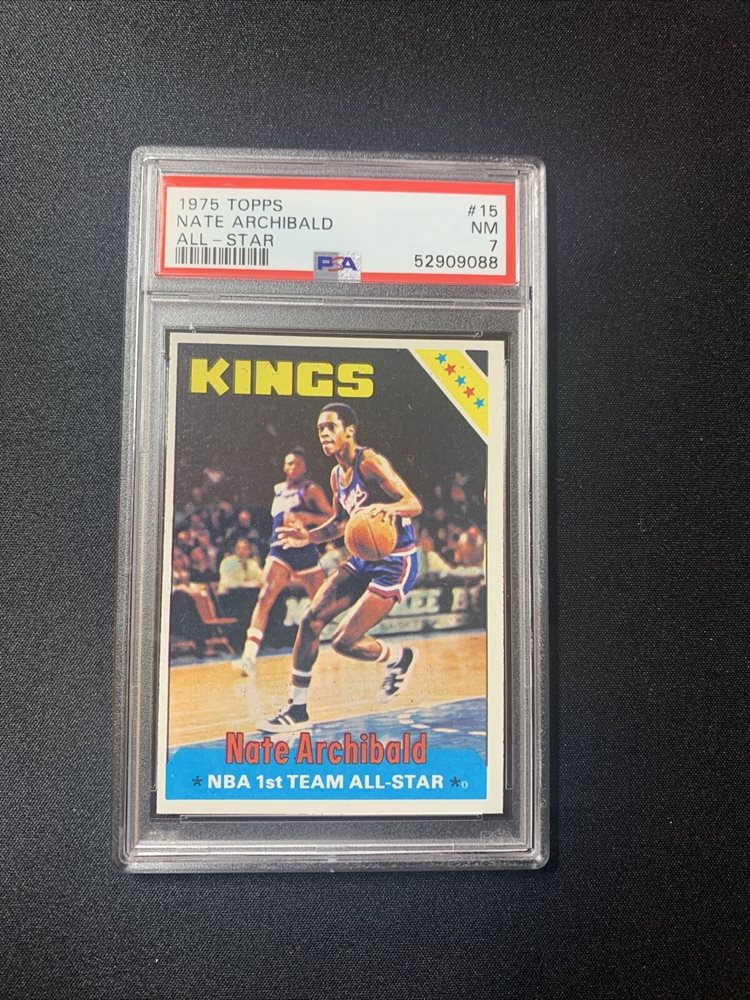 1975 TOPPS #15
NATE ARCHIBALD NM
ALL-STAR 7
PSA 52909088
KINGS
Kings
Nate Archibald
* NBA 1st TEAM ALL-STAR *